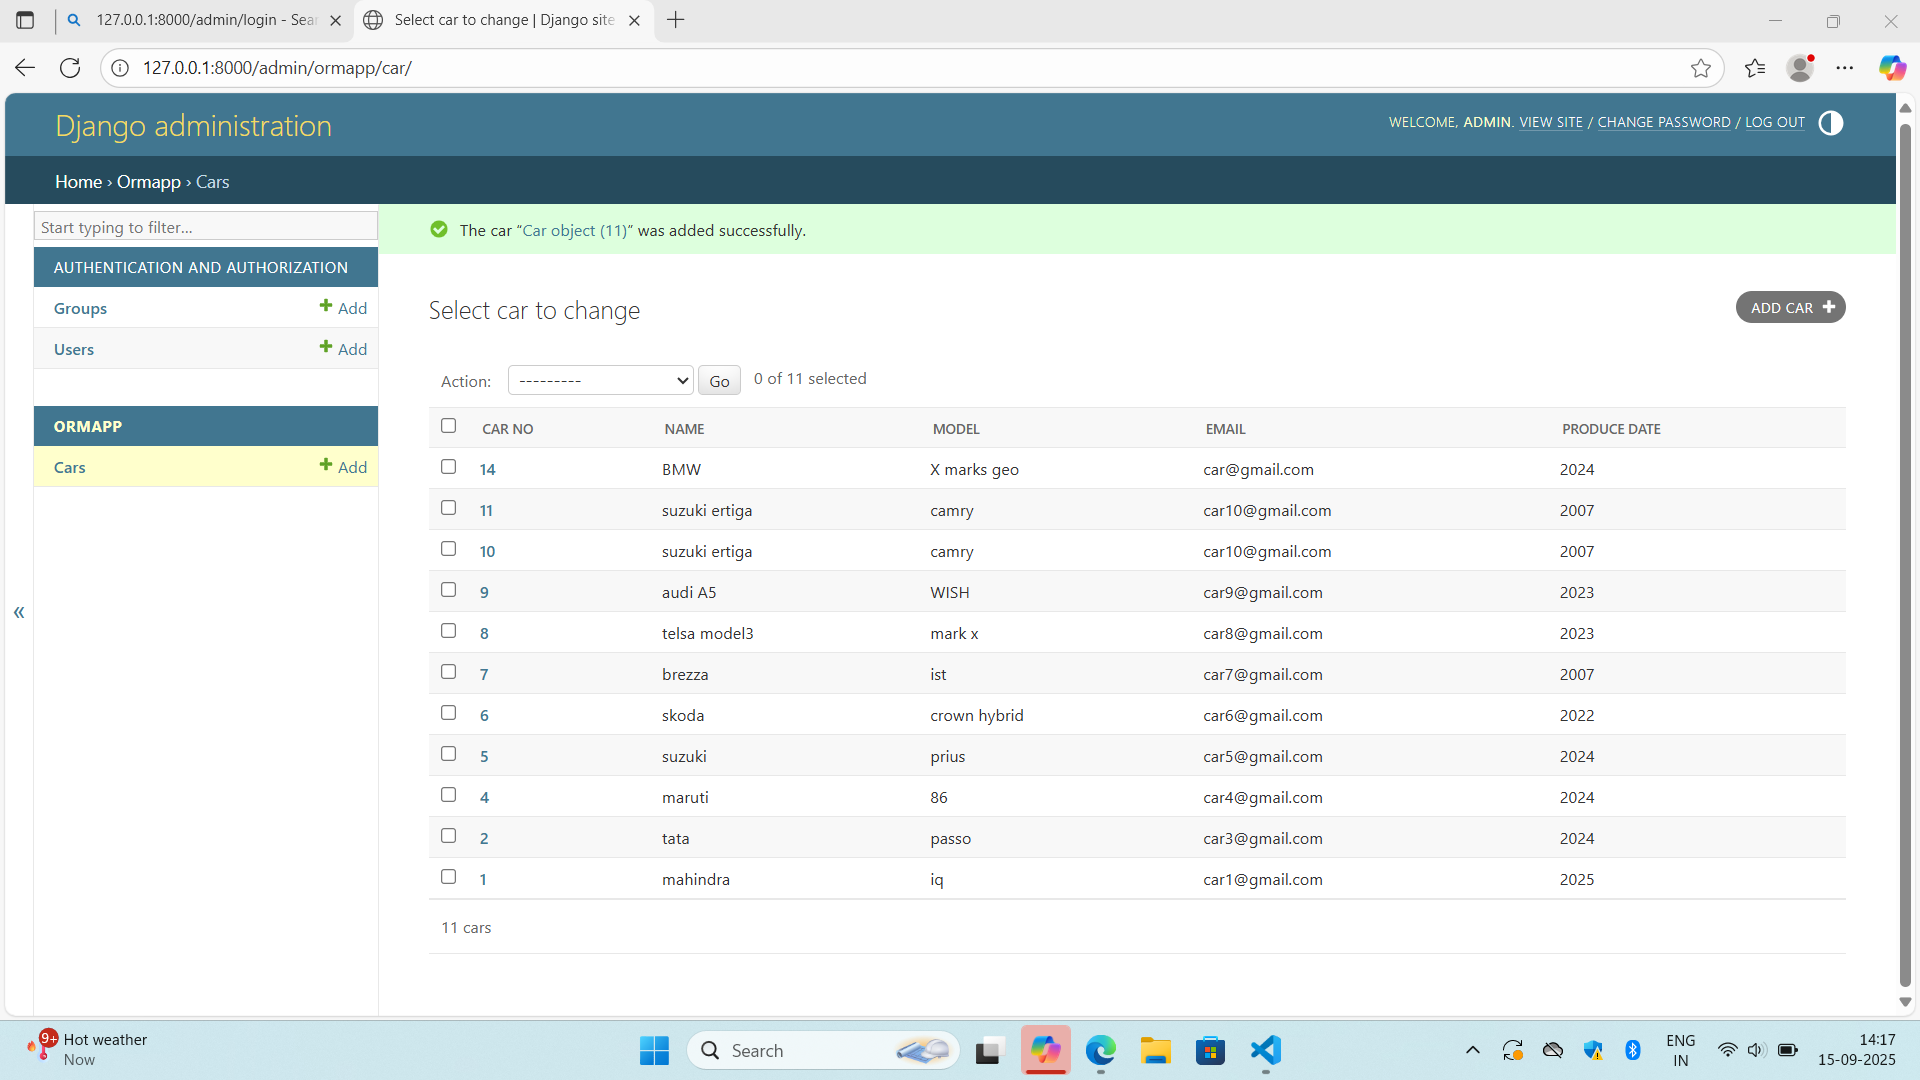 127.0.0.1:8000/admin/login - Sea
Select car to change | Django site
127.0.0.1:8000/admin/ormapp/car/
Django administration
WELCOME, ADMIN. VIEW SITE / CHANGE PASSWORD / LOG OUT
Home › Ormapp › Cars
Start typing to filter...
The car “Car object (11)” was added successfully.
AUTHENTICATION AND AUTHORIZATION
Groups Add
Users Add
ORMAPP
Cars Add
«
Select car to change
ADD CAR
Action: --------- Go 0 of 11 selected
CAR NO NAME MODEL EMAIL PRODUCE DATE
14 BMW X marks geo car@gmail.com 2024
11 suzuki ertiga camry car10@gmail.com 2007
10 suzuki ertiga camry car10@gmail.com 2007
9 audi A5 WISH car9@gmail.com 2023
8 telsa model3 mark x car8@gmail.com 2023
7 brezza ist car7@gmail.com 2007
6 skoda crown hybrid car6@gmail.com 2022
5 suzuki prius car5@gmail.com 2024
4 maruti 86 car4@gmail.com 2024
2 tata passo car3@gmail.com 2024
1 mahindra iq car1@gmail.com 2025
11 cars
9+ Hot weather
Now
Search
ENG
IN
14:17
15-09-2025